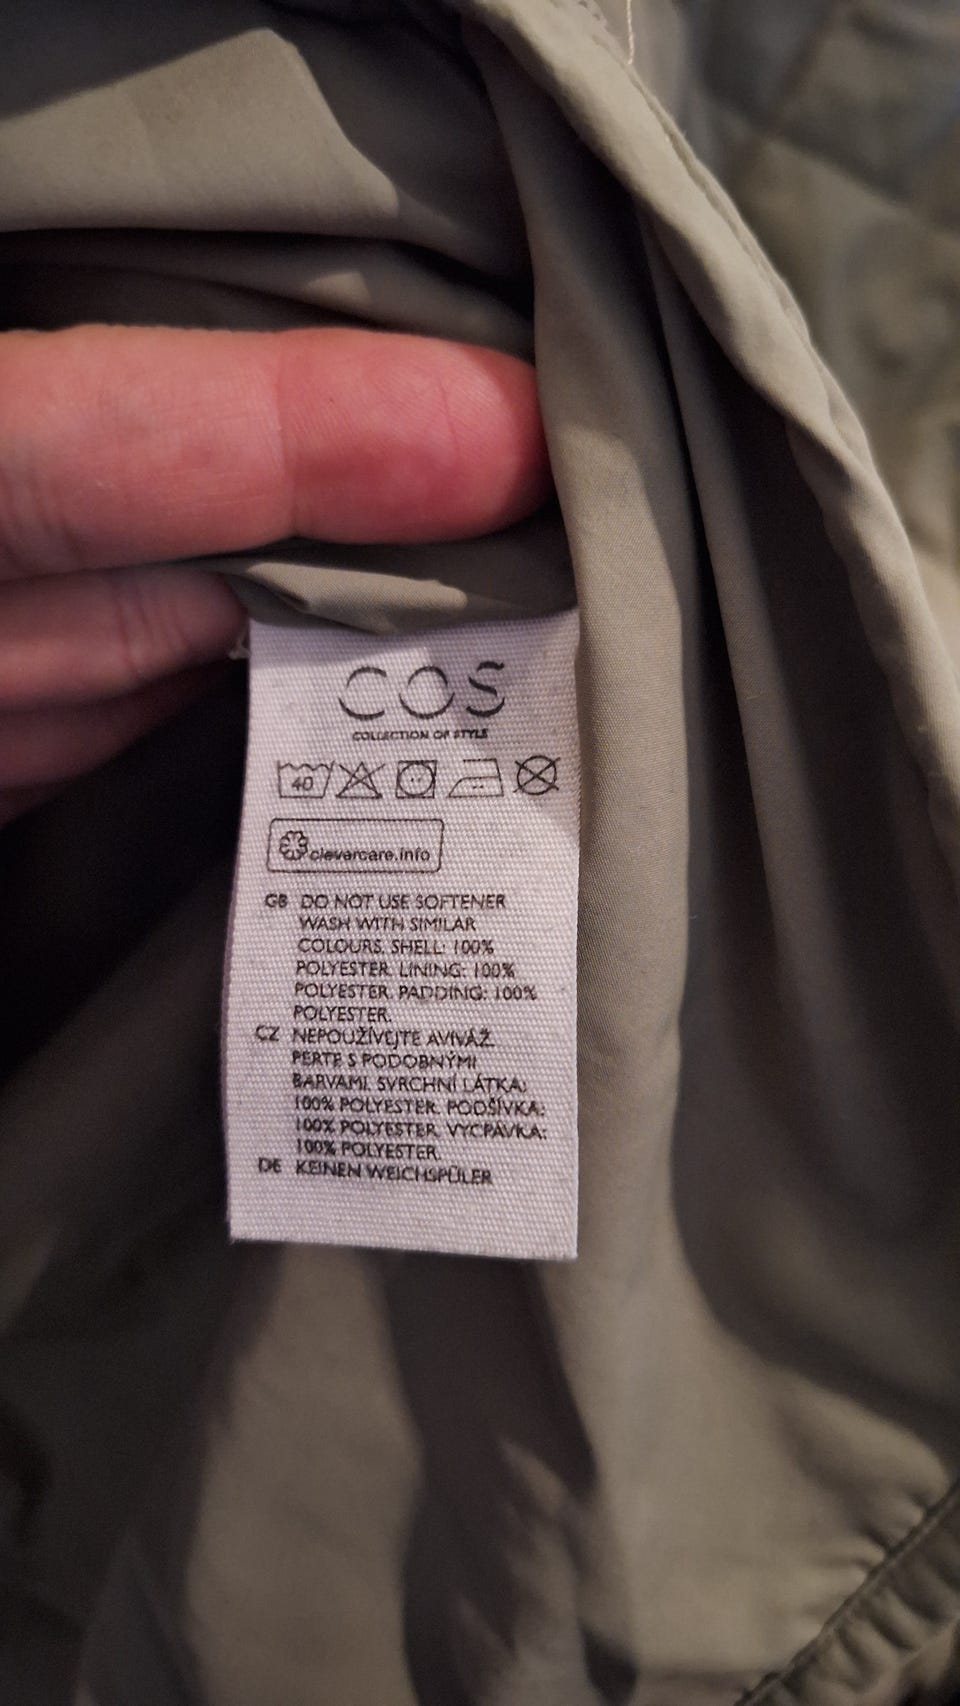 COS
COLLECTION OF STYLE
40
clevercare.info
GB DO NOT USE SOFTENER
WASH WITH SIMILAR
COLOURS. SHELL: 100%
POLYESTER. LINING: 100%
POLYESTER. PADDING: 100%
POLYESTER.
CZ NEPOUŽÍVEJTE AVIVÁŽ.
PERTE S PODOBNÝMI
BARVAMI. SVRCHNÍ LÁTKA:
100% POLYESTER. PODŠÍVKA:
100% POLYESTER. VYCPÁVKA:
100% POLYESTER.
DE KEINEN WEICHSPÜLER